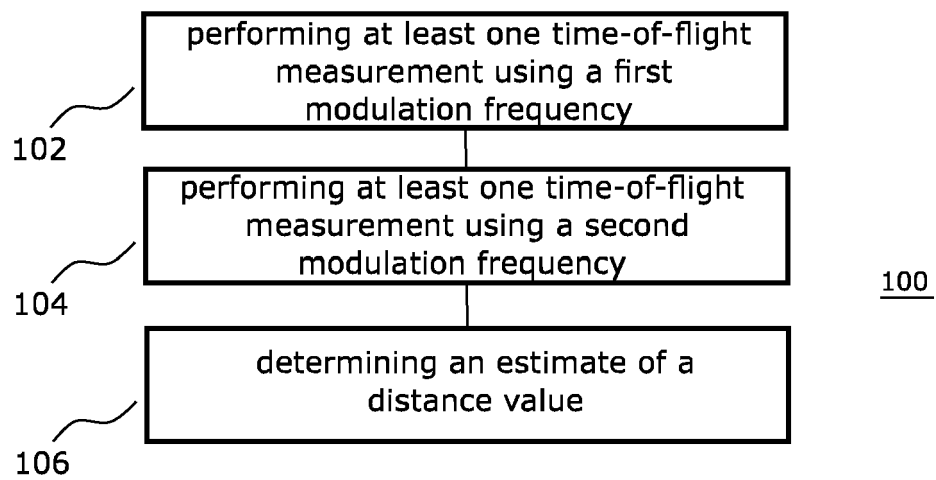 performing at least one time-of-flight
measurement using a first
modulation frequency
102
performing at least one time-of-flight
measurement using a second
modulation frequency
104
100
determining an estimate of a
distance value
106